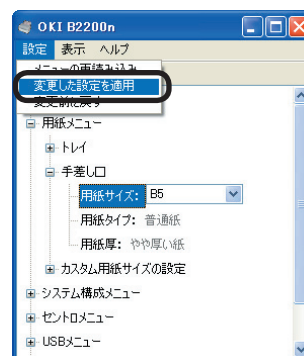 OKI B2200n
設定 表示 ヘルプ
メニューの再読み込み
変更した設定を適用
変更前に戻す
用紙メニュー
トレイ
手差し口
用紙サイズ: B5
用紙タイプ: 普通紙
用紙厚: やや厚い紙
カスタム用紙サイズの設定
システム構成メニュー
セントロメニュー
USBメニュー